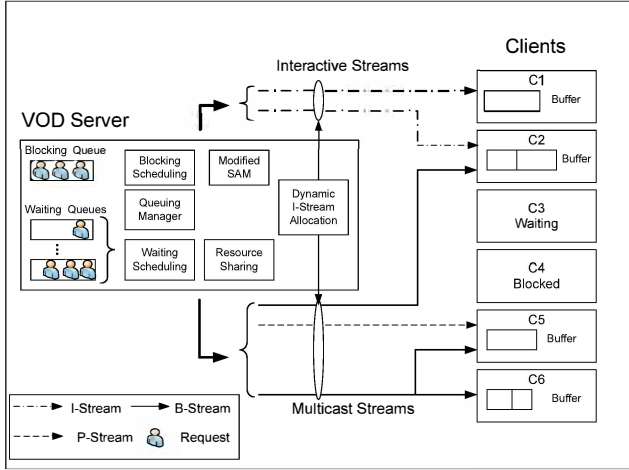 Clients
Interactive Streams
C1
Buffer
VOD Server
Blocking Queue
Blocking
Scheduling
Modified
SAM
C2
Buffer
Queuing
Manager
Dynamic
I-Stream
Allocation
Waiting Queues
C3
Waiting
Waiting
Scheduling
Resource
Sharing
C4
Blocked
C5
Buffer
C6
Buffer
Multicast Streams
I-Stream
B-Stream
P-Stream
Request